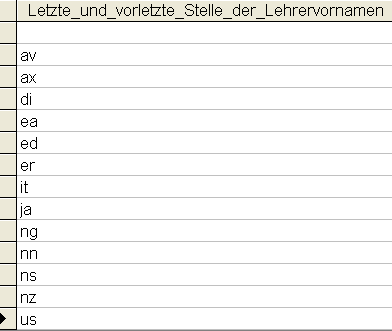 Letzte_und_vorletzte_Stelle_der_Lehrervornamen
av
ax
di
ea
ed
er
it
ja
ng
nn
ns
nz
us